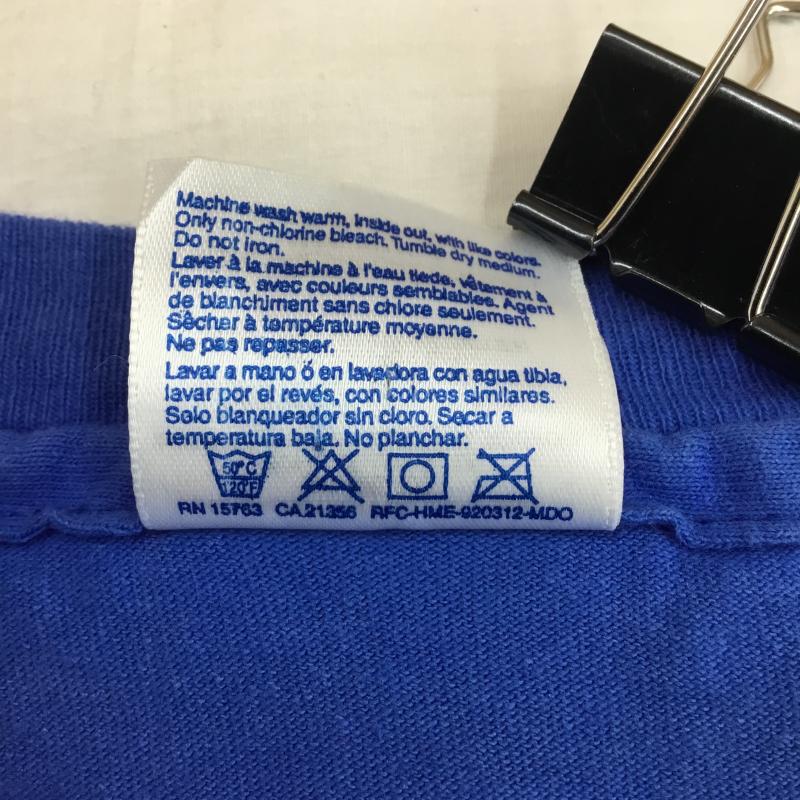 Machine wash warm, inside out, with like colors.
Only non-chlorine bleach. Tumble dry medium.
Do not iron.
Laver à la machine à l'eau tiede, vêtement à
l'envers, avec couleurs semblables. Agent
de blanchiment sans chlore seulement.
Sêcher à température moyenne.
Ne pas repasser.
Lavar a mano ó en lavadora con agua tibia,
lavar por el revés, con colores similares.
Solo blanqueador sin cloro. Secar a
temperatura baja. No planchar.
50°C
120°F
RN 15763 CA.21356 RFC-HME-920312-MDO